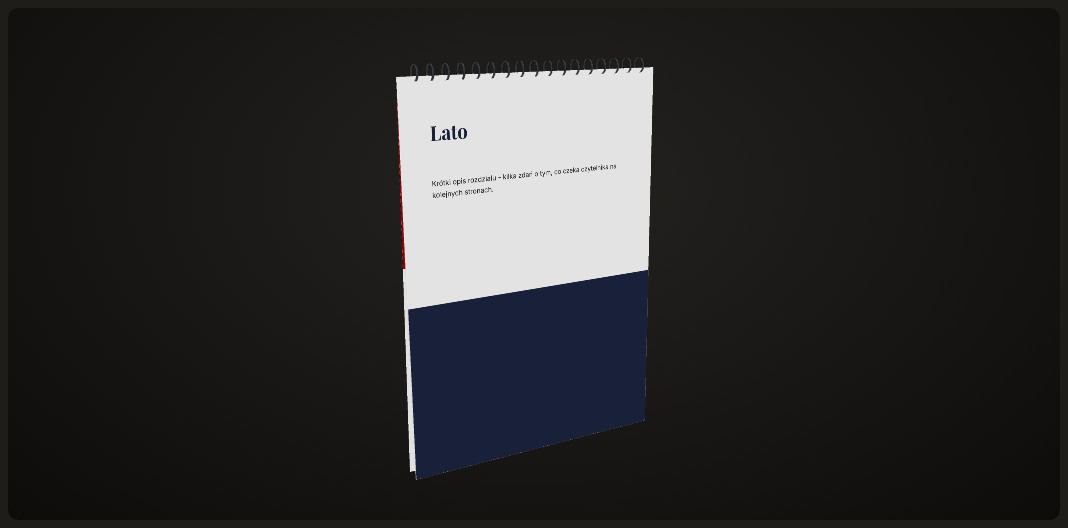 Lato
Krótki opis rozdziału – kilka zdań o tym, co czeka czytelnika na
kolejnych stronach.